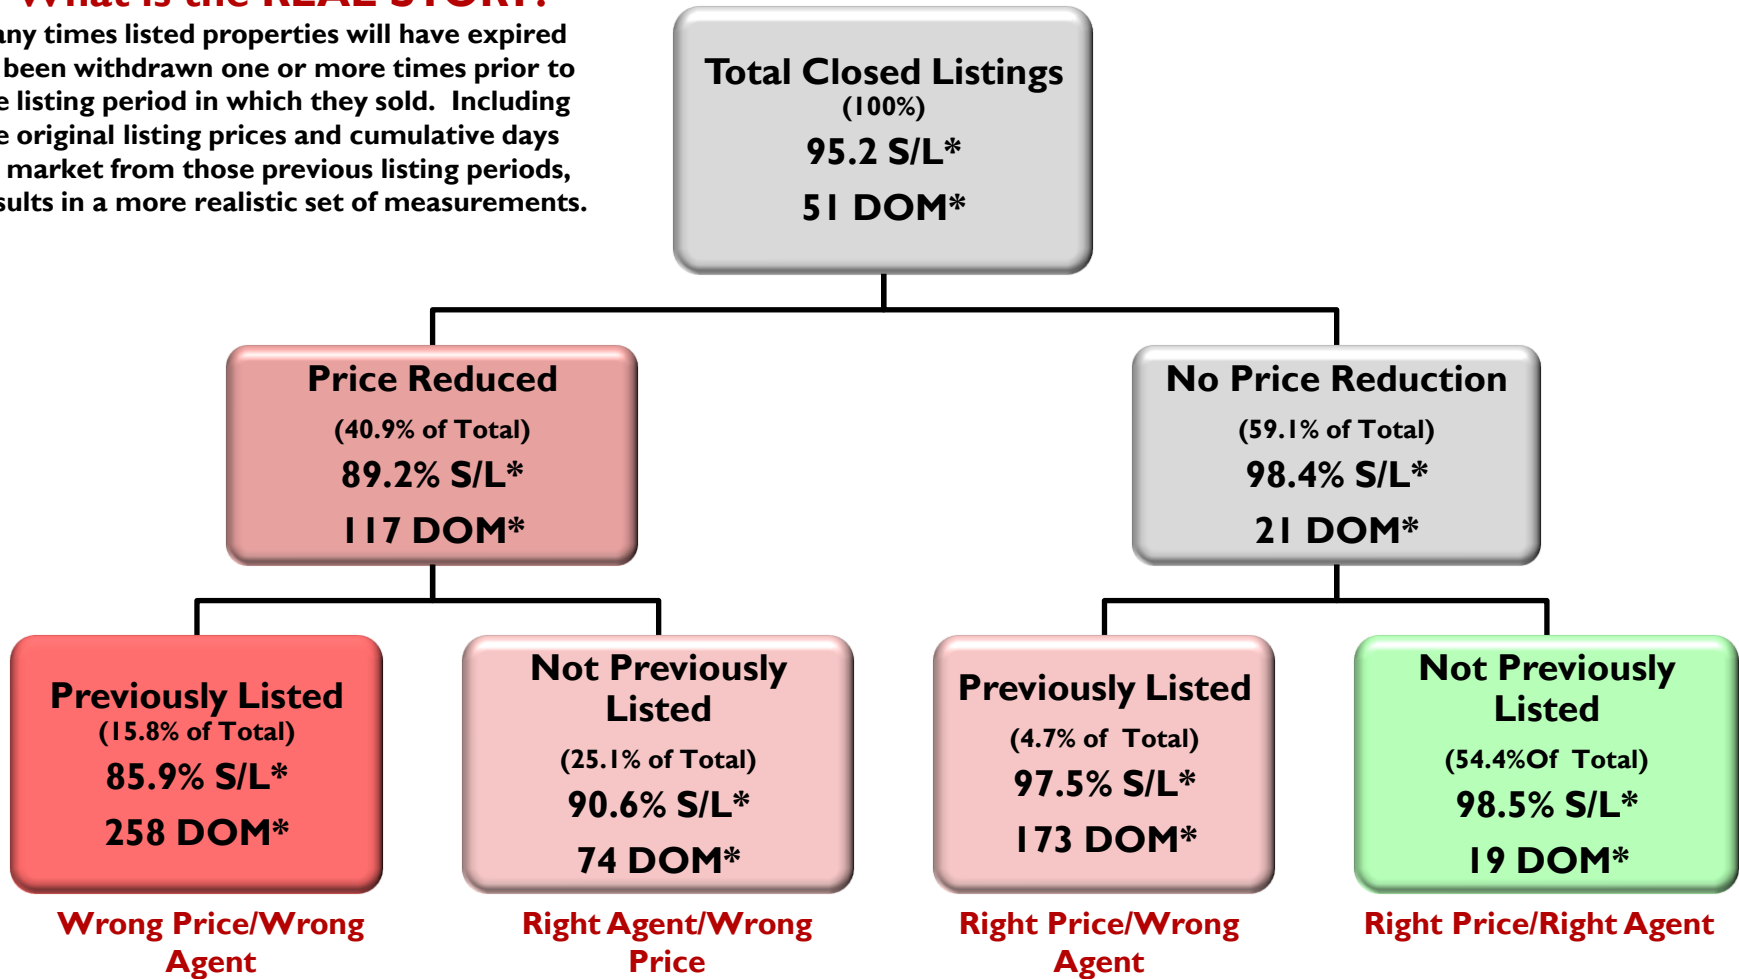 What is the REAL STORY?
any times listed properties will have expired
been withdrawn one or more times prior to
e listing period in which they sold. Including
e original listing prices and cumulative days
market from those previous listing periods,
sults in a more realistic set of measurements.
Total Closed Listings
(100%)
95.2 S/L*
51 DOM*
Price Reduced
(40.9% of Total)
89.2% S/L*
117 DOM*
No Price Reduction
(59.1% of Total)
98.4% S/L*
21 DOM*
Previously Listed
(15.8% of Total)
85.9% S/L*
258 DOM*
Wrong Price/Wrong
Agent
Not Previously
Listed
(25.1% of Total)
90.6% S/L*
74 DOM*
Right Agent/Wrong
Price
Previously Listed
(4.7% of Total)
97.5% S/L*
173 DOM*
Right Price/Wrong
Agent
Not Previously
Listed
(54.4%Of Total)
98.5% S/L*
19 DOM*
Right Price/Right Agent